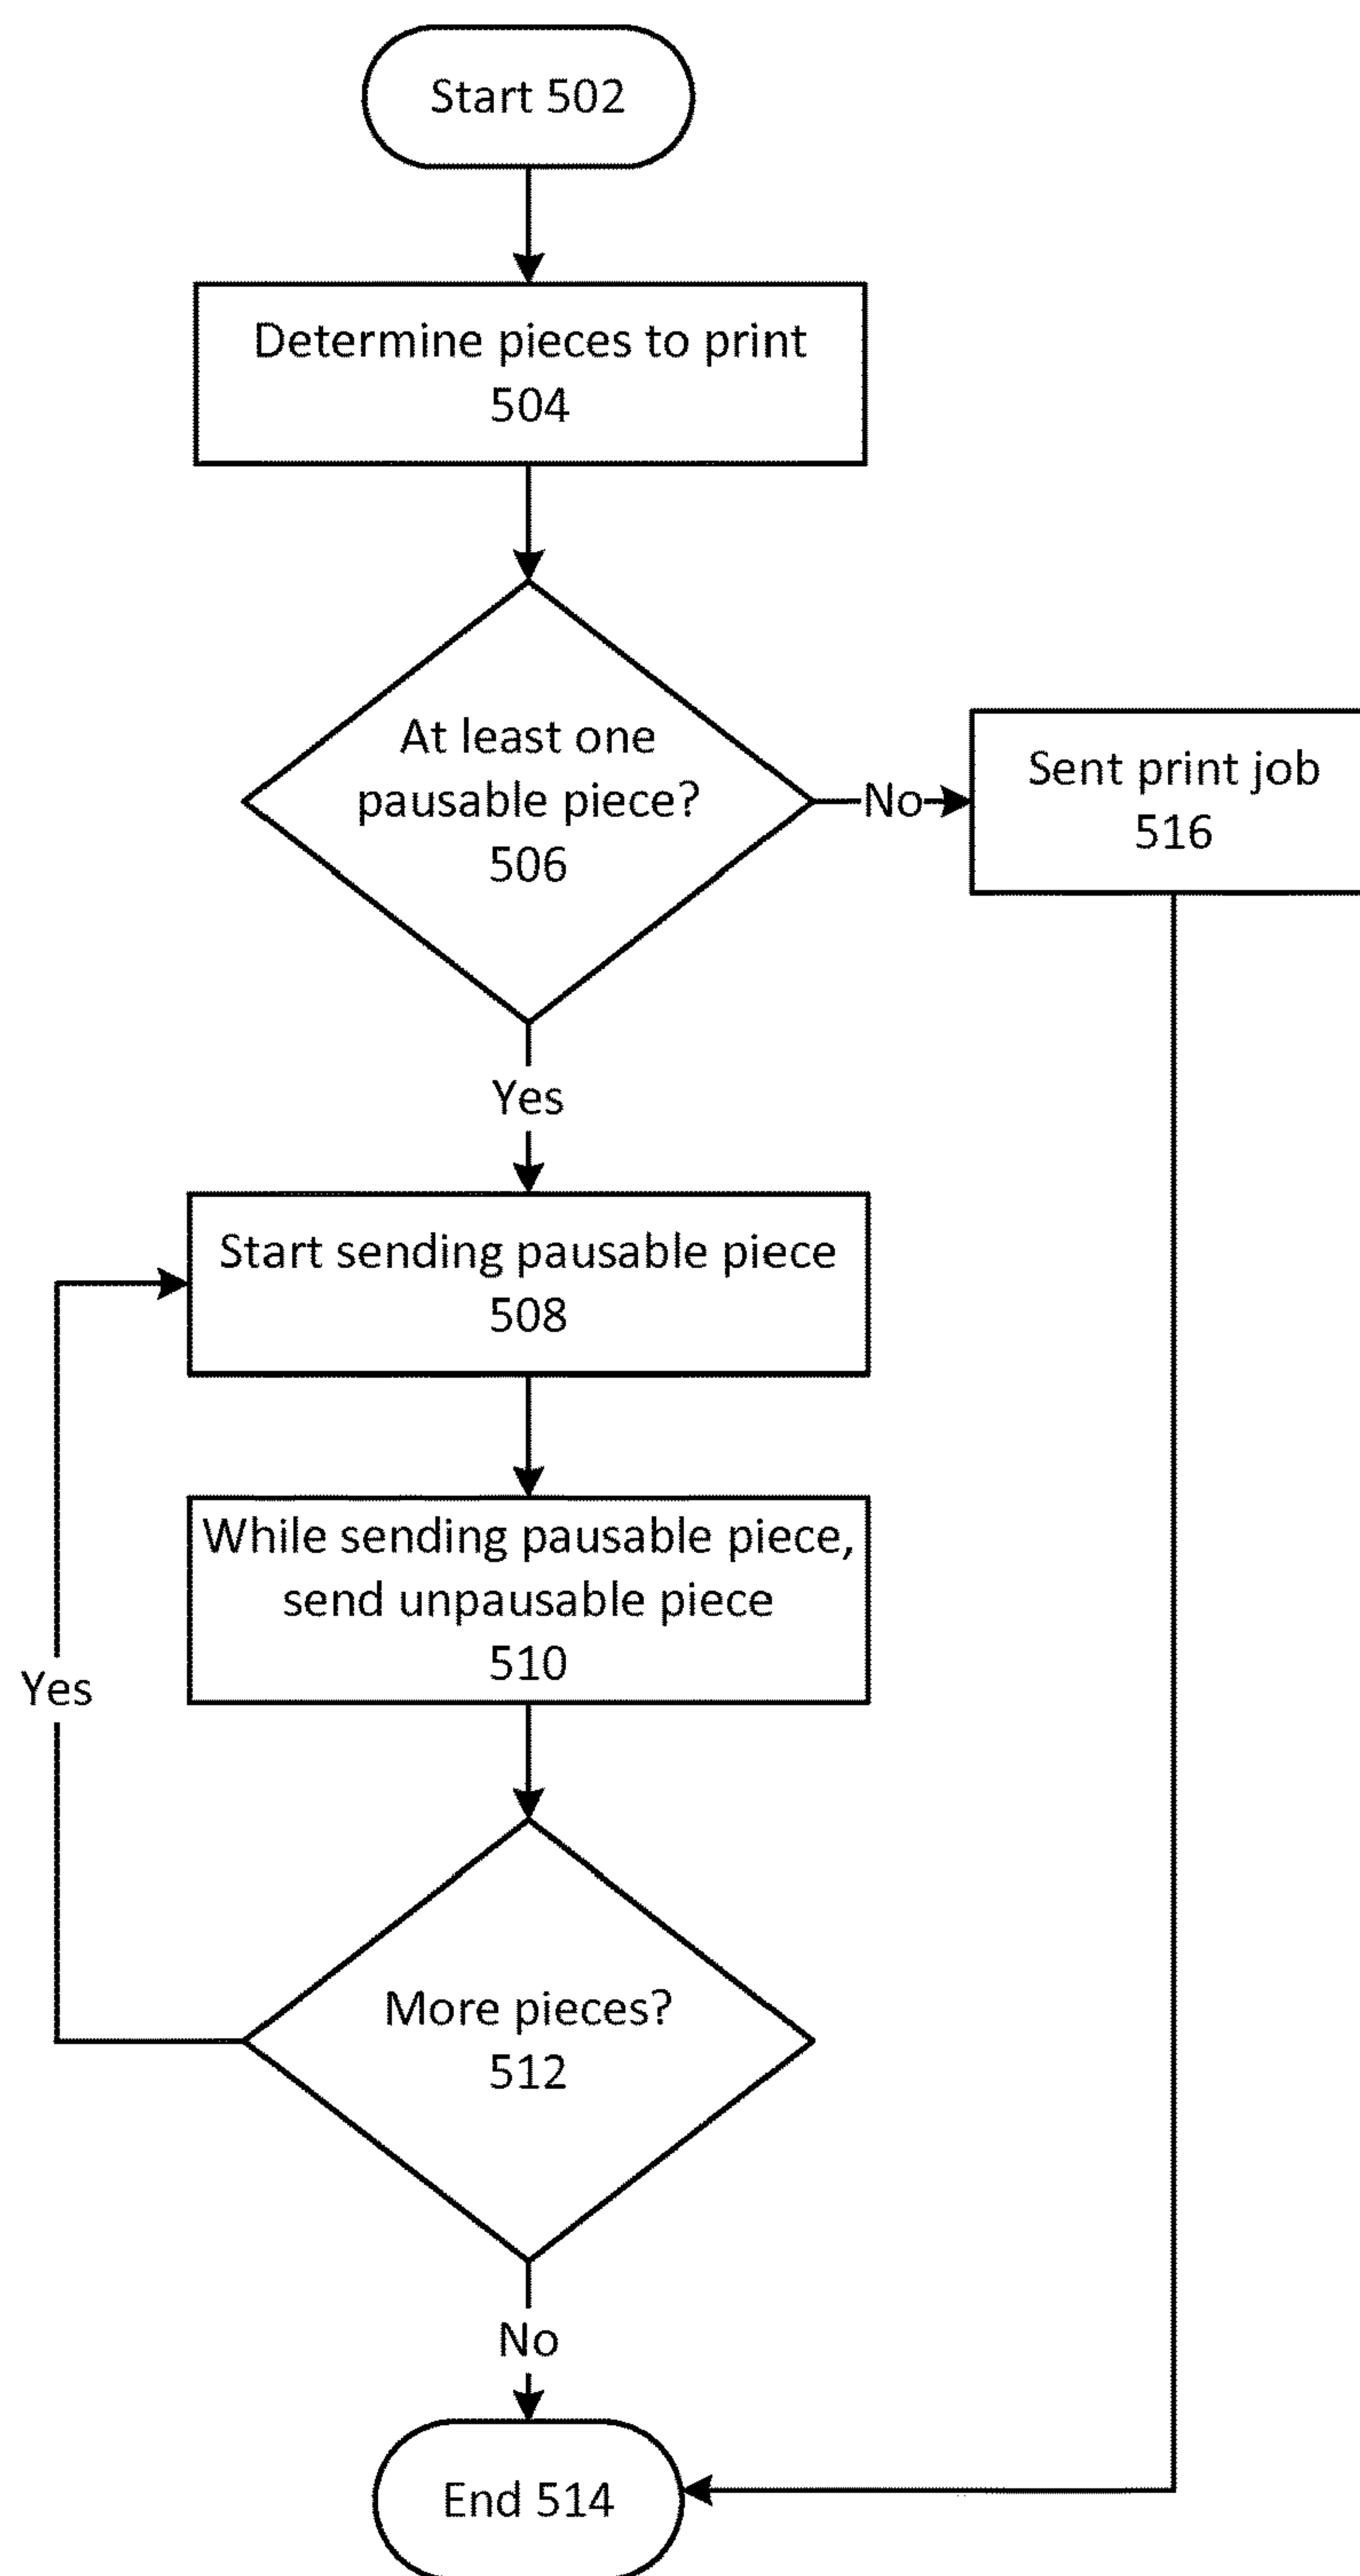 Start 502
Determine pieces to print
504
At least one
pausable piece?
506
No
Sent print job
516
Yes
Start sending pausable piece
508
While sending pausable piece,
send unpausable piece
510
Yes
More pieces?
512
No
End 514